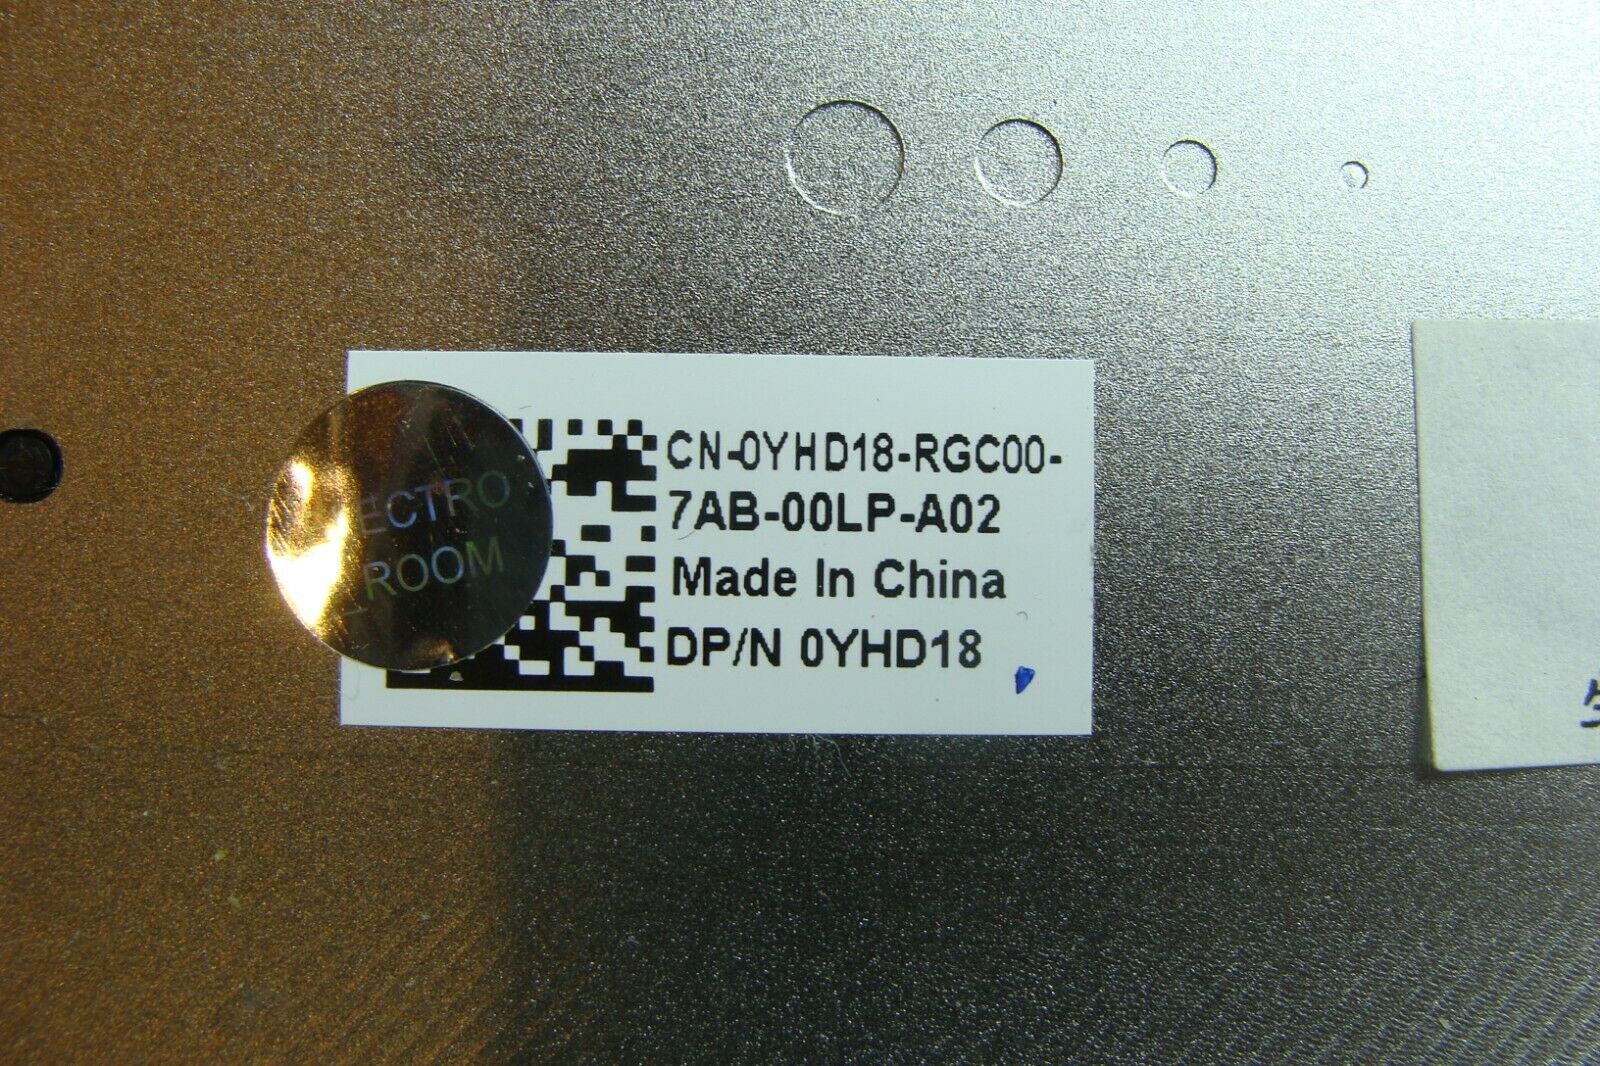 CN-0YHD18-RGC00-
7AB-00LP-A02
Made In China
DP/N 0YHD18
ECTRO
ROOM